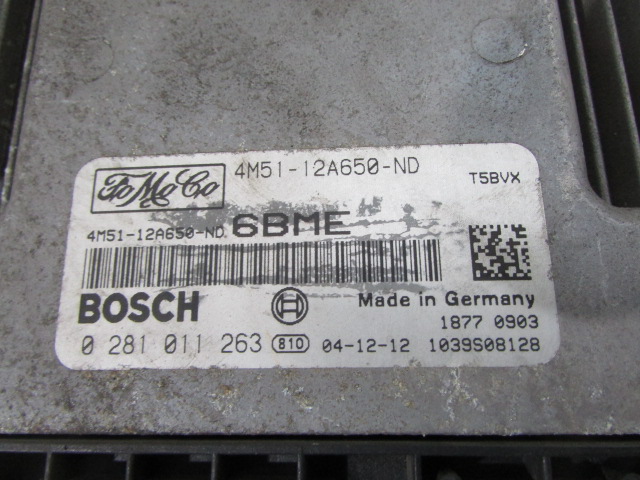 FoMoCo
4M51-12A650-ND
T5BVX
4M51-12A650-ND 6BME
BOSCH
Made in Germany
1877 0903
0 281 011 263 810 04-12-12 1039S08128